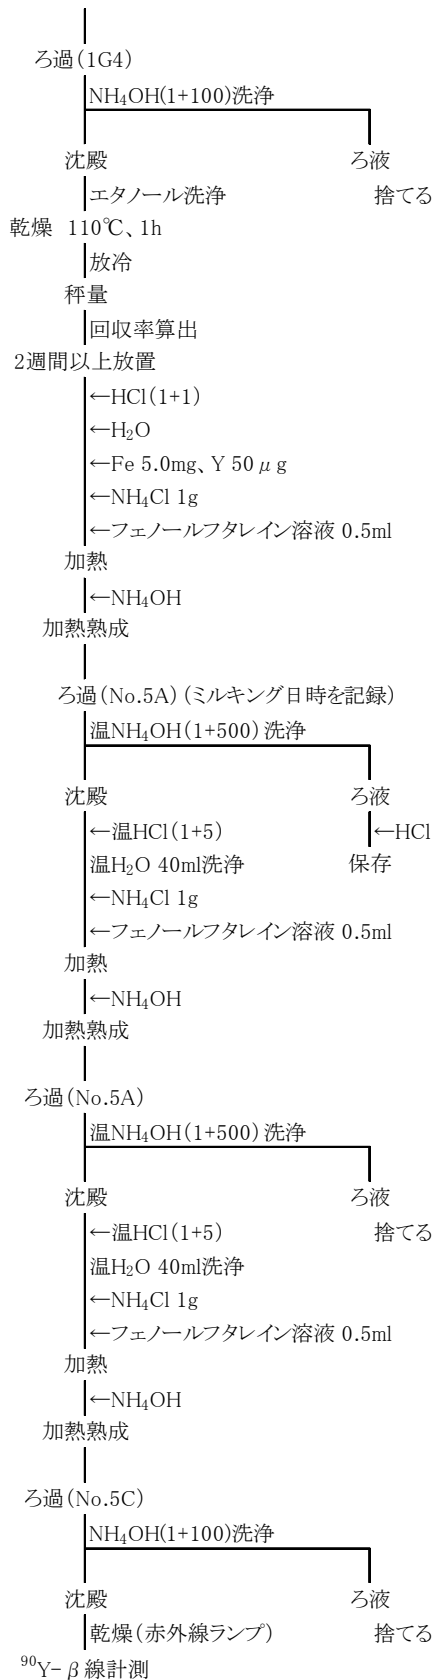 ろ過(1G4)
NH₄OH(1+100)洗浄
沈殿 ろ液
エタノール洗浄 捨てる
乾燥 110℃、1h
放冷
秤量
回収率算出
2週間以上放置
←HCl(1+1)
←H₂O
←Fe 5.0mg、Y 50μg
←NH₄Cl 1g
←フェノールフタレイン溶液 0.5ml
加熱
←NH₄OH
加熱熟成
ろ過(No.5A)(ミルキング日時を記録)
温NH₄OH(1+500)洗浄
沈殿 ろ液
←温HCl(1+5) ←HCl
温H₂O 40ml洗浄 保存
←NH₄Cl 1g
←フェノールフタレイン溶液 0.5ml
加熱
←NH₄OH
加熱熟成
ろ過(No.5A)
温NH₄OH(1+500)洗浄
沈殿 ろ液
←温HCl(1+5) 捨てる
温H₂O 40ml洗浄
←NH₄Cl 1g
←フェノールフタレイン溶液 0.5ml
加熱
←NH₄OH
加熱熟成
ろ過(No.5C)
NH₄OH(1+100)洗浄
沈殿 ろ液
乾燥(赤外線ランプ) 捨てる
⁹⁰Y-β線計測